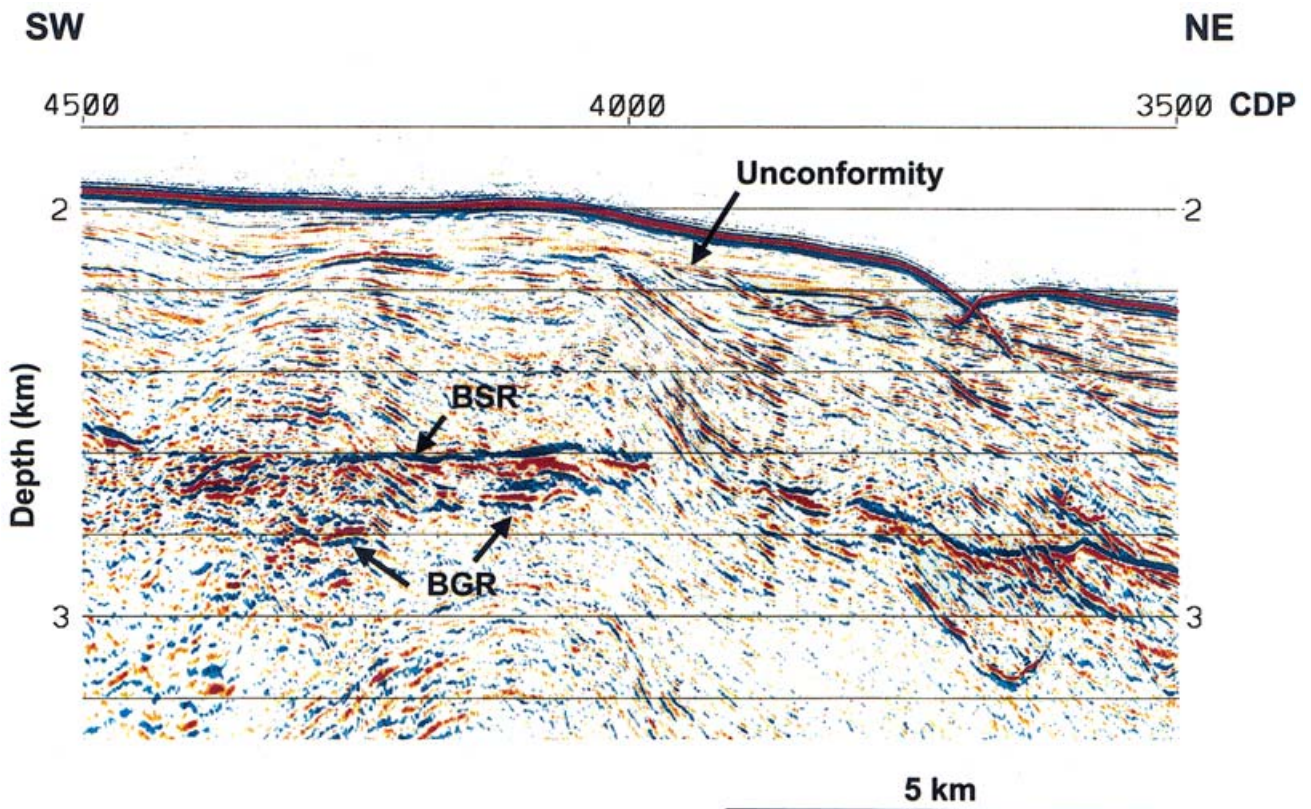 SW NE
4500 4000 3500 CDP
Unconformity
2 2
BSR
Depth (km)
BGR
3 3
5 km